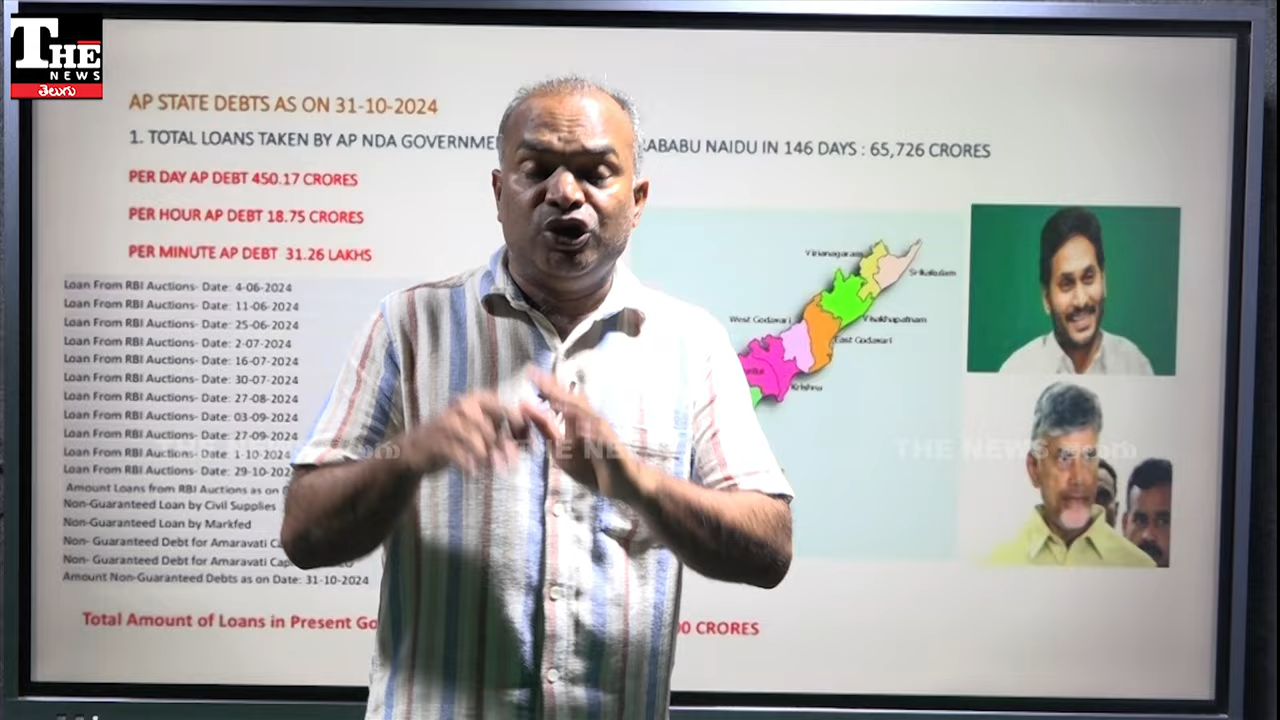 THE
NEWS
తెలుగు
AP STATE DEBTS AS ON 31-10-2024
1. TOTAL LOANS TAKEN BY AP NDA GOVERNME ABABU NAIDU IN 146 DAYS : 65,726 CRORES
PER DAY AP DEBT 450.17 CRORES
PER HOUR AP DEBT 18.75 CRORES
PER MINUTE AP DEBT 31.26 LAKHS
Loan From RBI Auctions- Date: 4-06-2024
Loan From RBI Auctions- Date: 11-06-2024
Loan From RBI Auctions- Date: 25-06-2024
Loan From RBI Auctions- Date: 2-07-2024
Loan From RBI Auctions- Date: 16-07-2024
Loan From RBI Auctions- Date: 30-07-2024
Loan From RBI Auctions- Date: 27-08-2024
Loan From RBI Auctions- Date: 03-09-2024
Loan From RBI Auctions- Date: 27-09-2024
Loan From RBI Auctions- Date: 1-10-2024
Loan From RBI Auctions- Date: 29-10-202
Amount Loans from RBI Auctions as on
Non-Guaranteed Loan by Civil Supplies
Non-Guaranteed Loan by Markfed
Non- Guaranteed Debt for Amaravati
Non- Guaranteed Debt for Amaravati
Amount Non-Guaranteed Debts as on Date: 31-10-2024
Total Amount of Loans in Present Go 00 CRORES
Vizianagaram
Srikakulam
West Godavari
Visakhapatnam
East Godavari
Krishna
THE NEWS
THE NEWS